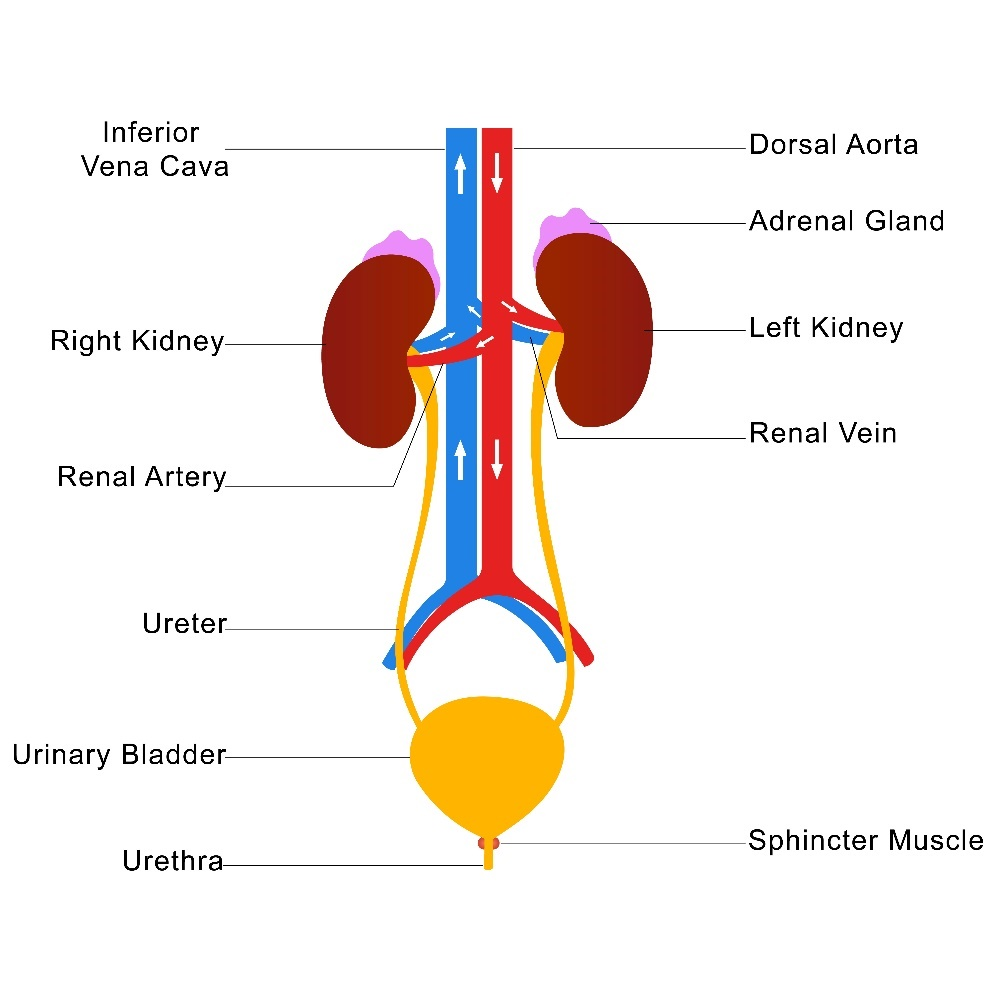 Inferior
Vena Cava
Dorsal Aorta
Adrenal Gland
Right Kidney
Left Kidney
Renal Vein
Renal Artery
Ureter
Urinary Bladder
Sphincter Muscle
Urethra